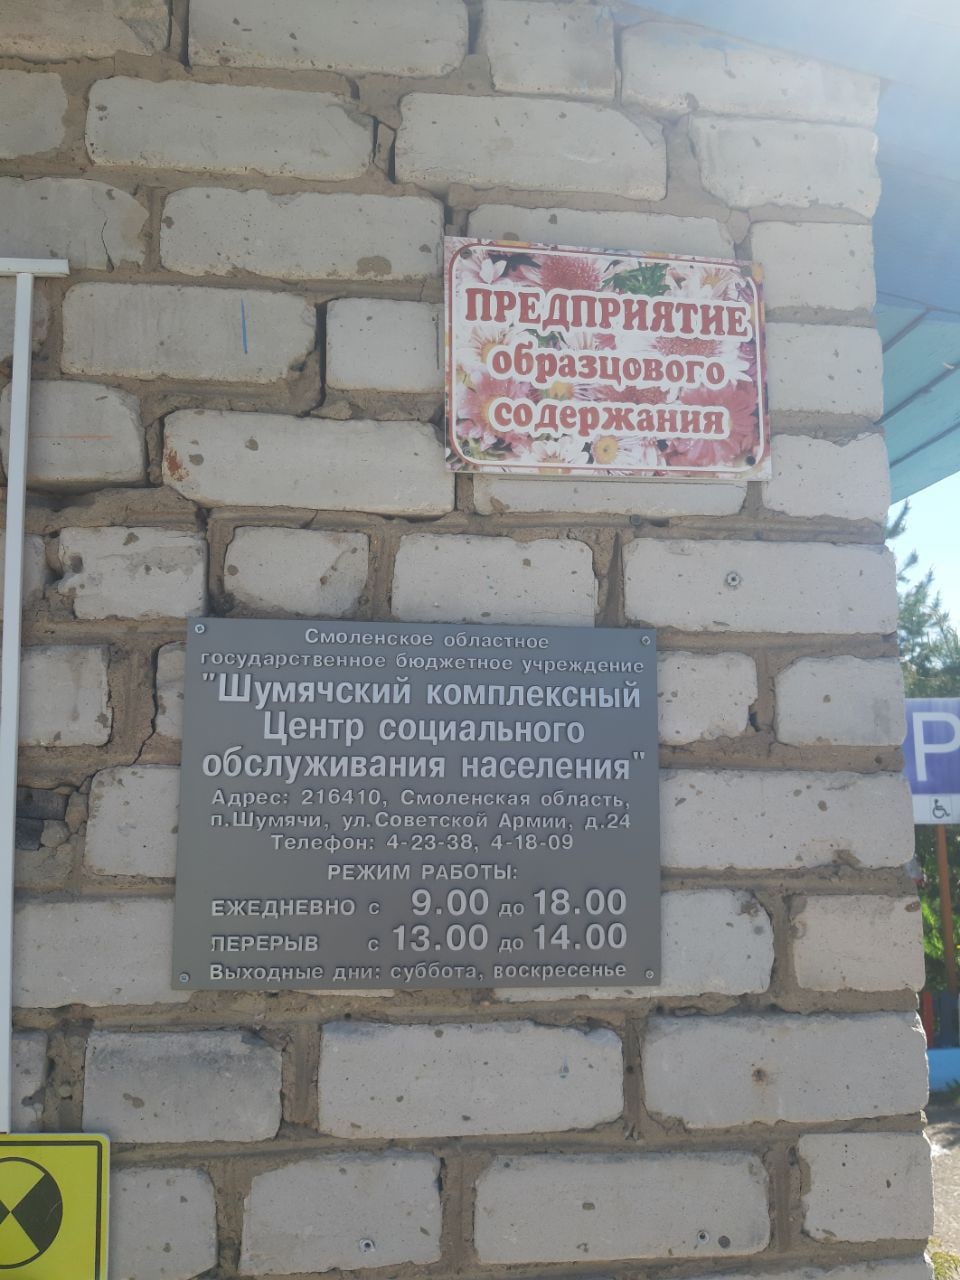 ПРЕДПРИЯТИЕ
образцового
содержания
Смоленское областное
государственное бюджетное учреждение
"Шумячский комплексный
Центр социального
обслуживания населения"
Адрес: 216410, Смоленская область,
п.Шумячи, ул.Советской Армии, д.24
Телефон: 4-23-38, 4-18-09
РЕЖИМ РАБОТЫ:
ЕЖЕДНЕВНО с 9.00 до 18.00
ПЕРЕРЫВ с 13.00 до 14.00
Выходные дни: суббота, воскресенье
P